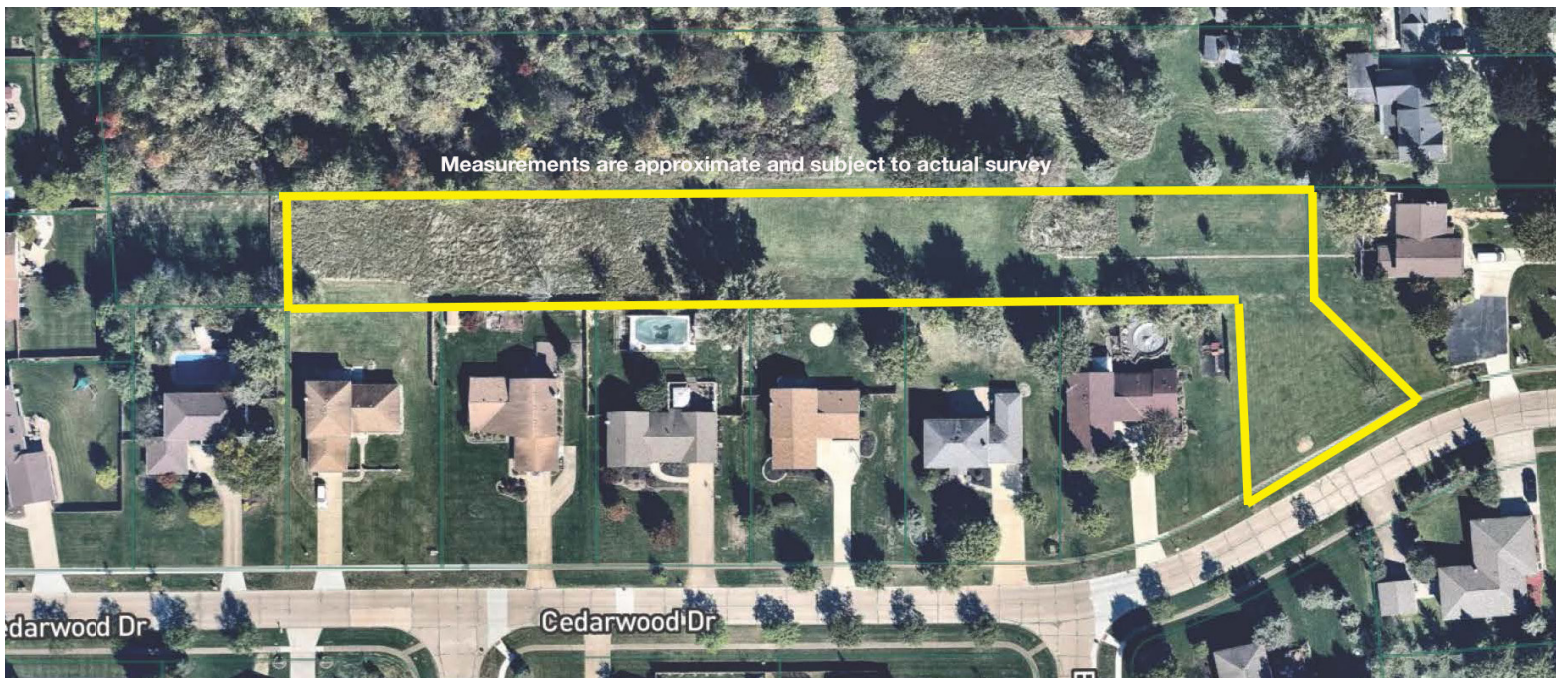 Measurements are approximate and subject to actual survey
edarwood Dr
Cedarwood Dr